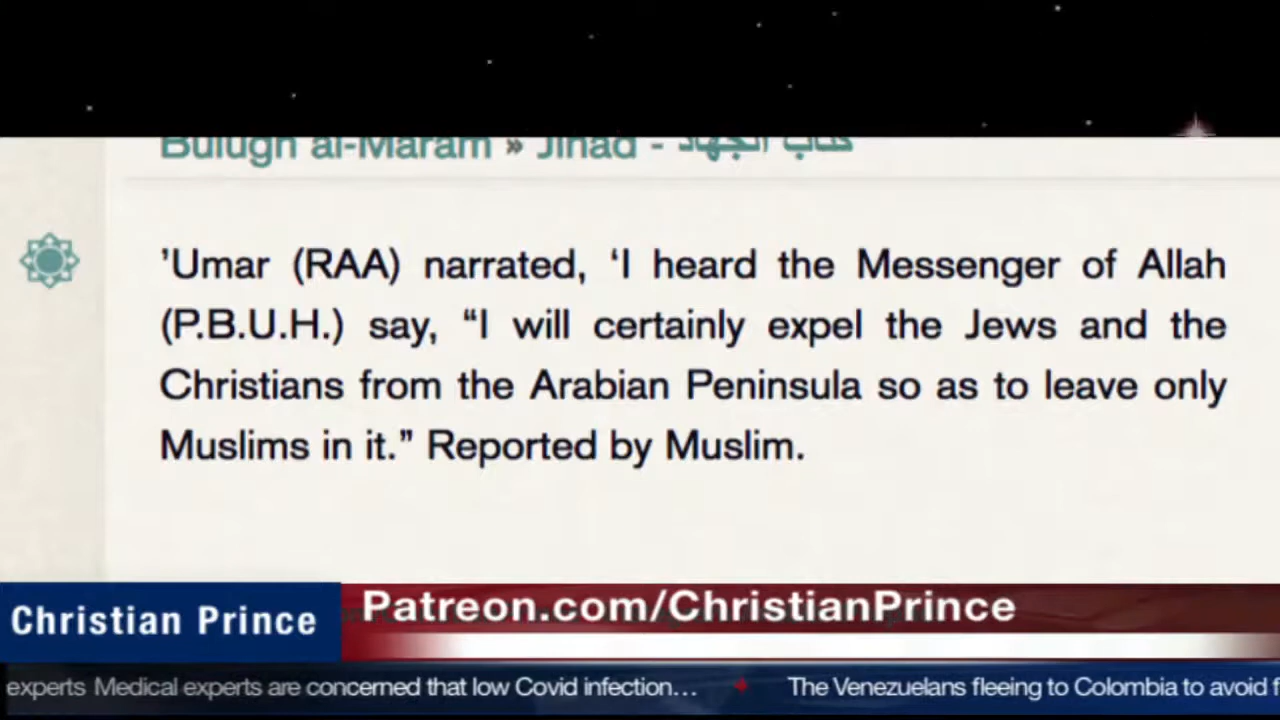 Bulugh al-Maram » Jihad - كتاب الجهاد
’Umar (RAA) narrated, ‘I heard the Messenger of Allah
(P.B.U.H.) say, “I will certainly expel the Jews and the
Christians from the Arabian Peninsula so as to leave only
Muslims in it.” Reported by Muslim.
Christian Prince
Patreon.com/ChristianPrince
experts Medical experts are concerned that low Covid infection... The Venezuelans fleeing to Colombia to avoid f